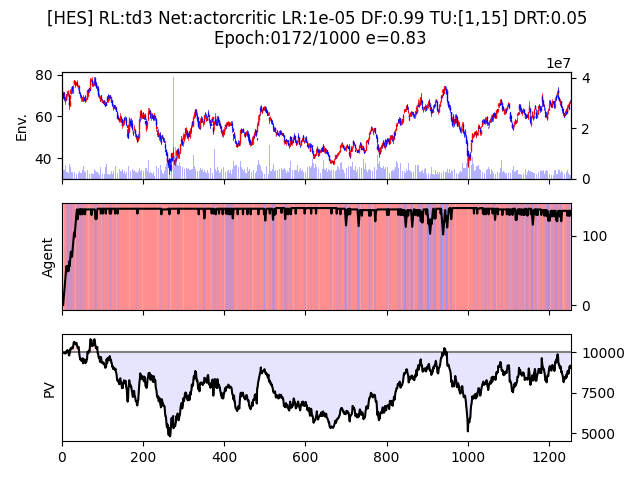 [HES] RL:td3 Net:actorcritic LR:1e-05 DF:0.99 TU:[1,15] DRT:0.05
Epoch:0172/1000 e=0.83
1e7
80
60
40
Env.
4
2
0
Agent
100
0
PV
10000
7500
5000
0 200 400 600 800 1000 1200